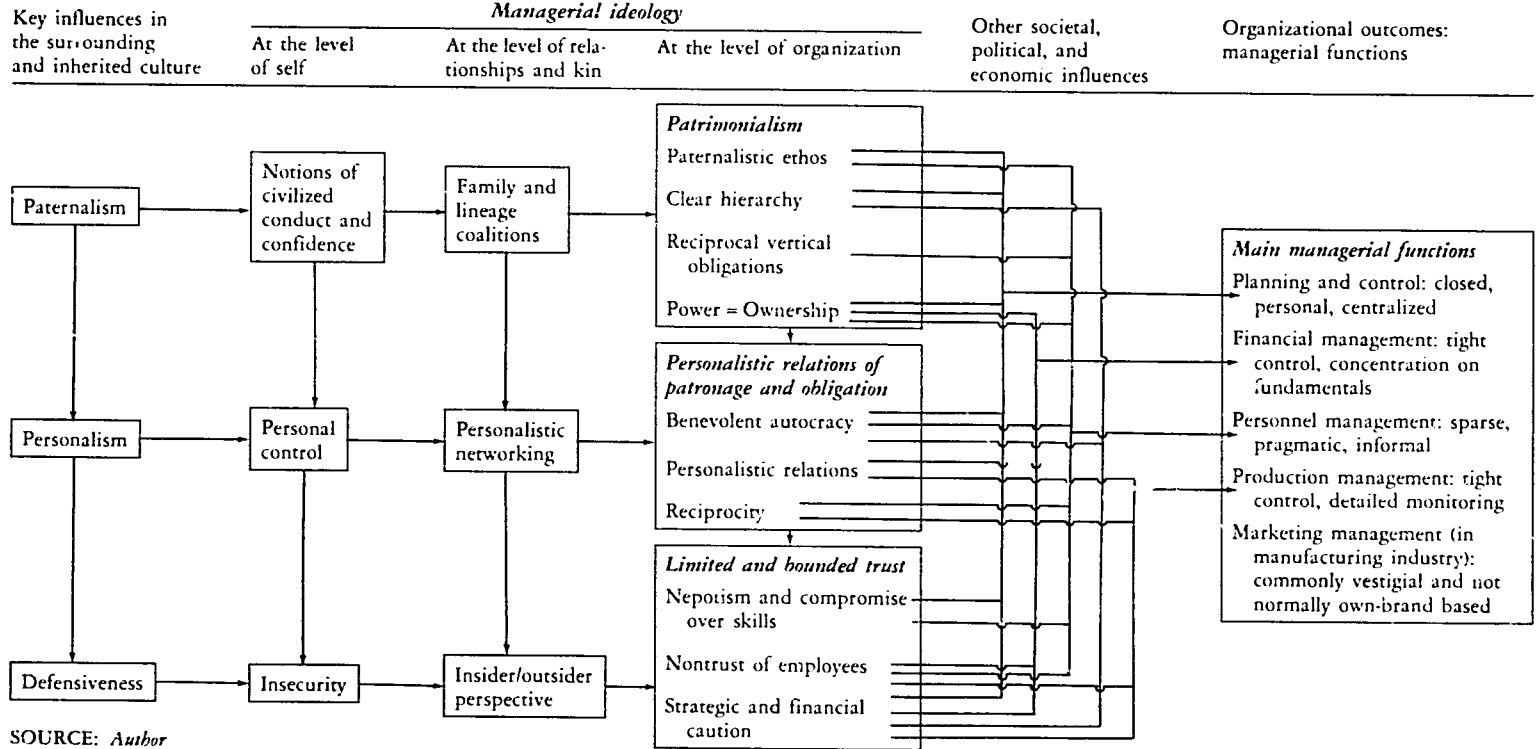 Key influences in
the surrounding
and inherited culture
Managerial ideology
At the level
of self
At the level of rela-
tionships and kin
At the level of organization
Other societal,
political, and
economic influences
Organizational outcomes:
managerial functions
Paternalism
Notions of
civilized
conduct and
confidence
Family and
lineage
coalitions
Patrimonialism
Paternalistic ethos
Clear hierarchy
Reciprocal vertical
obligations
Power = Ownership
Personalism
Personal
control
Personalistic
networking
Personalistic relations of
patronage and obligation
Benevolent autocracy
Personalistic relations
Reciprocity
Defensiveness
Insecurity
Insider/outsider
perspective
Limited and bounded trust
Nepotism and compromise
over skills
Nontrust of employees
Strategic and financial
caution
Main managerial functions
Planning and control: closed,
personal, centralized
Financial management: tight
control, concentration on
fundamentals
Personnel management: sparse,
pragmatic, informal
Production management: tight
control, detailed monitoring
Marketing management (in
manufacturing industry):
commonly vestigial and not
normally own-brand based
SOURCE: Author